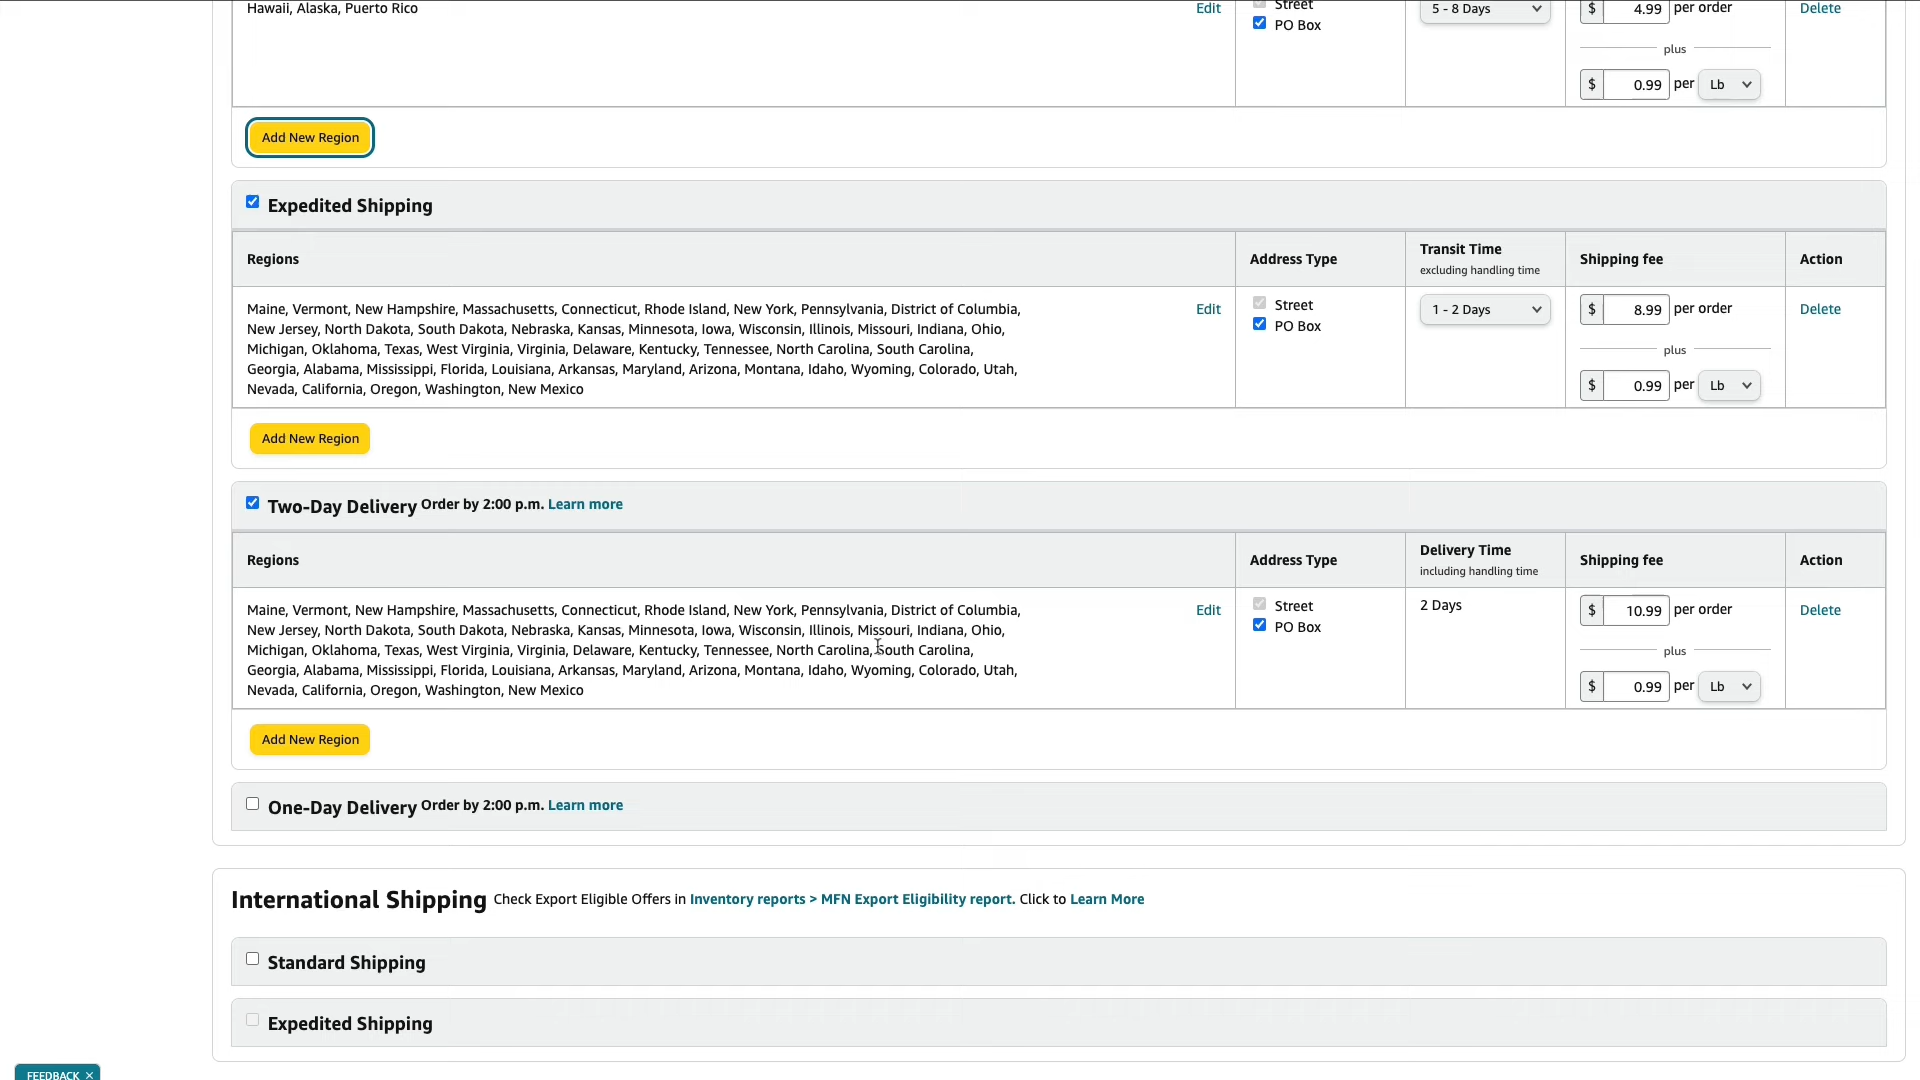 Hawaii, Alaska, Puerto Rico
Edit
Street
PO Box
5 - 8 Days
$ 4.99 per order
Delete
plus
$ 0.99 per Lb
Add New Region
Expedited Shipping
Regions
Address Type
Transit Time
excluding handling time
Shipping fee
Action
Maine, Vermont, New Hampshire, Massachusetts, Connecticut, Rhode Island, New York, Pennsylvania, District of Columbia,
New Jersey, North Dakota, South Dakota, Nebraska, Kansas, Minnesota, Iowa, Wisconsin, Illinois, Missouri, Indiana, Ohio,
Michigan, Oklahoma, Texas, West Virginia, Virginia, Delaware, Kentucky, Tennessee, North Carolina, South Carolina,
Georgia, Alabama, Mississippi, Florida, Louisiana, Arkansas, Maryland, Arizona, Montana, Idaho, Wyoming, Colorado, Utah,
Nevada, California, Oregon, Washington, New Mexico
Edit
Street
PO Box
1 - 2 Days
$ 8.99 per order
plus
$ 0.99 per Lb
Delete
Add New Region
Two-Day Delivery Order by 2:00 p.m. Learn more
Regions
Address Type
Delivery Time
including handling time
Shipping fee
Action
Maine, Vermont, New Hampshire, Massachusetts, Connecticut, Rhode Island, New York, Pennsylvania, District of Columbia,
New Jersey, North Dakota, South Dakota, Nebraska, Kansas, Minnesota, Iowa, Wisconsin, Illinois, Missouri, Indiana, Ohio,
Michigan, Oklahoma, Texas, West Virginia, Virginia, Delaware, Kentucky, Tennessee, North Carolina, South Carolina,
Georgia, Alabama, Mississippi, Florida, Louisiana, Arkansas, Maryland, Arizona, Montana, Idaho, Wyoming, Colorado, Utah,
Nevada, California, Oregon, Washington, New Mexico
Edit
Street
PO Box
2 Days
$ 10.99 per order
plus
$ 0.99 per Lb
Delete
Add New Region
One-Day Delivery Order by 2:00 p.m. Learn more
International Shipping Check Export Eligible Offers in Inventory reports > MFN Export Eligibility report. Click to Learn More
Standard Shipping
Expedited Shipping
FEEDBACK ×